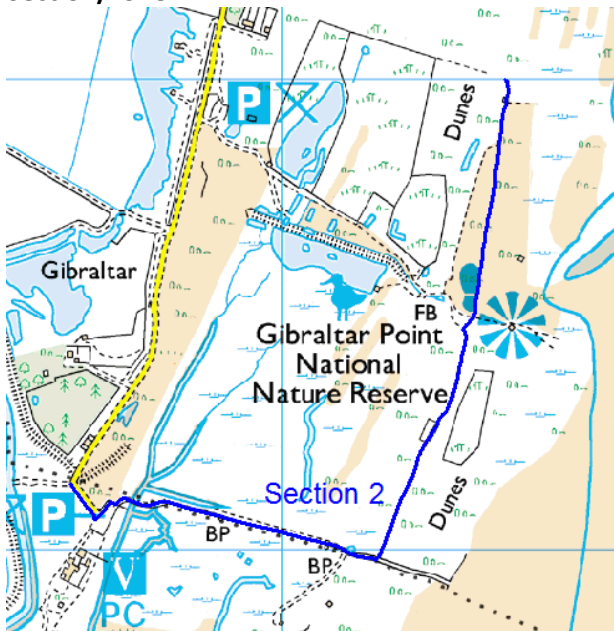 P
Dunes
Gibraltar
FB
Gibraltar Point
National
Nature Reserve
Section 2
Dunes
P
BP
BP
V
PC